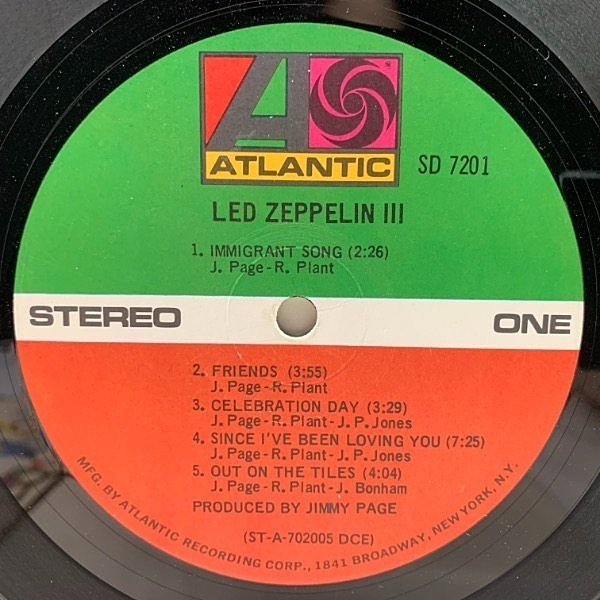 ATLANTIC
SD 7201
LED ZEPPELIN III
1. IMMIGRANT SONG (2:26)
J. Page-R. Plant
STEREO
ONE
2. FRIENDS (3:55)
J. Page-R. Plant
3. CELEBRATION DAY (3:29)
J. Page-R. Plant-J. P. Jones
4. SINCE I'VE BEEN LOVING YOU (7:25)
J. Page-R. Plant-J. P. Jones
5. OUT ON THE TILES (4:04)
J. Page-R. Plant-J. Bonham
PRODUCED BY JIMMY PAGE
(ST-A-702005 DCE)
MFG. BY ATLANTIC RECORDING CORP., 1841 BROADWAY, NEW YORK, N.Y.